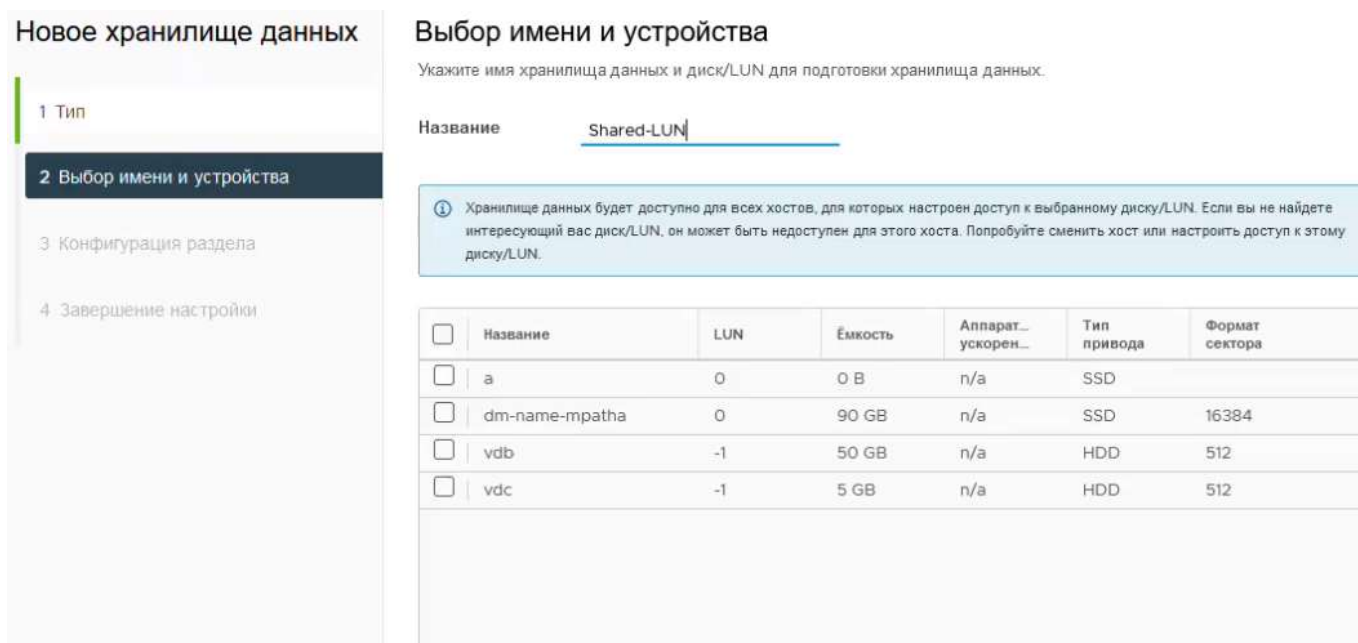 Новое хранилище данных
1 Тип
2 Выбор имени и устройства
3 Конфигурация раздела
4 Завершение настройки
Выбор имени и устройства
Укажите имя хранилища данных и диск/LUN для подготовки хранилища данных.
Название Shared-LUN
Хранилище данных будет доступно для всех хостов, для которых настроен доступ к выбранному диску/LUN. Если вы не найдете
интересующий вас диск/LUN, он может быть недоступен для этого хоста. Попробуйте сменить хост или настроить доступ к этому
диску/LUN.
Название LUN Ёмкость Аппарат... ускорен... Тип привода Формат сектора
a 0 0 B n/a SSD
dm-name-mpatha 0 90 GB n/a SSD 16384
vdb -1 50 GB n/a HDD 512
vdc -1 5 GB n/a HDD 512